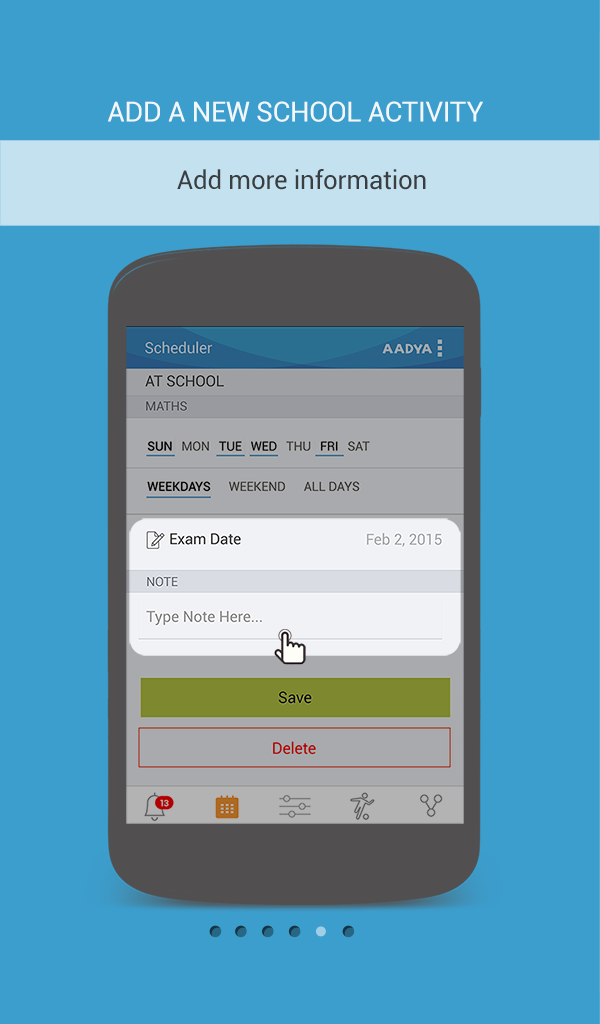 ADD A NEW SCHOOL ACTIVITY
Add more information
Scheduler AADYA
AT SCHOOL
MATHS
SUN MON TUE WED THU FRI SAT
WEEKDAYS WEEKEND ALL DAYS
Exam Date Feb 2, 2015
NOTE
Type Note Here...
Save
Delete
13